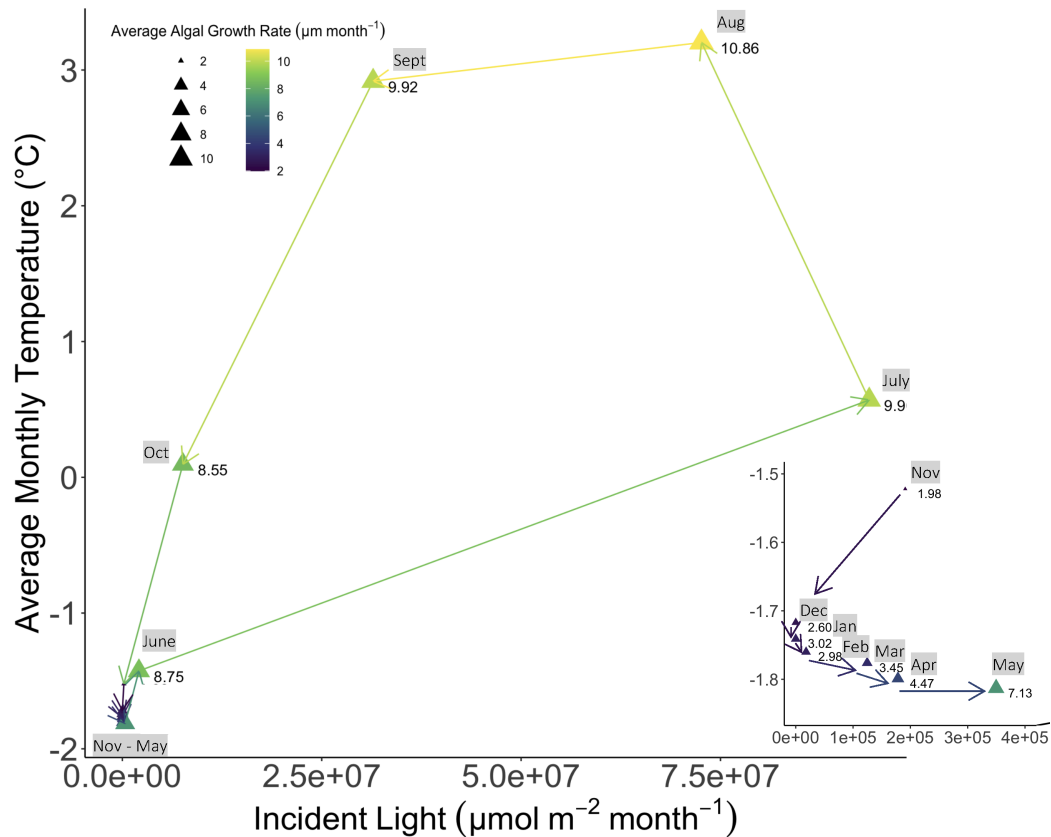 Average Algal Growth Rate (µm month⁻¹)
2
4
6
8
10
10
8
6
4
2
Aug
10.86
Sept
9.92
July
9.9
Oct
8.55
June
8.75
Nov - May
3
2
1
0
-1
-2
Average Monthly Temperature (°C)
0.0e+00
2.5e+07
5.0e+07
7.5e+07
Incident Light (µmol m⁻² month⁻¹)
-1.5
-1.6
-1.7
-1.8
Nov
1.98
Dec
2.60
Jan
3.02
Feb
2.98
Mar
3.45
Apr
4.47
May
7.13
0e+00
1e+05
2e+05
3e+05
4e+05